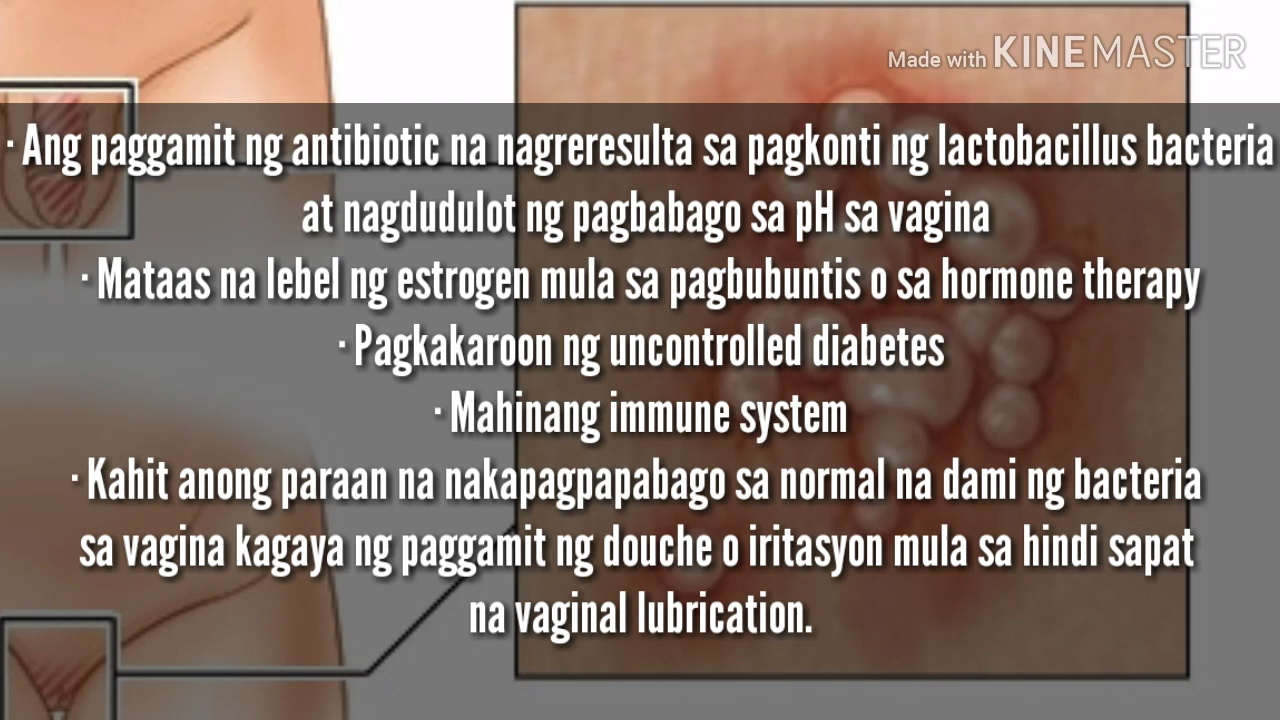 Made with KINEMASTER
· Ang paggamit ng antibiotic na nagreresulta sa pagkonti ng lactobacillus bacteria
at nagdudulot ng pagbabago sa pH sa vagina
· Mataas na lebel ng estrogen mula sa pagbubuntis o sa hormone therapy
· Pagkakaroon ng uncontrolled diabetes
· Mahinang immune system
· Kahit anong paraan na nakapagpapabago sa normal na dami ng bacteria
sa vagina kagaya ng paggamit ng douche o iritasyon mula sa hindi sapat
na vaginal lubrication.